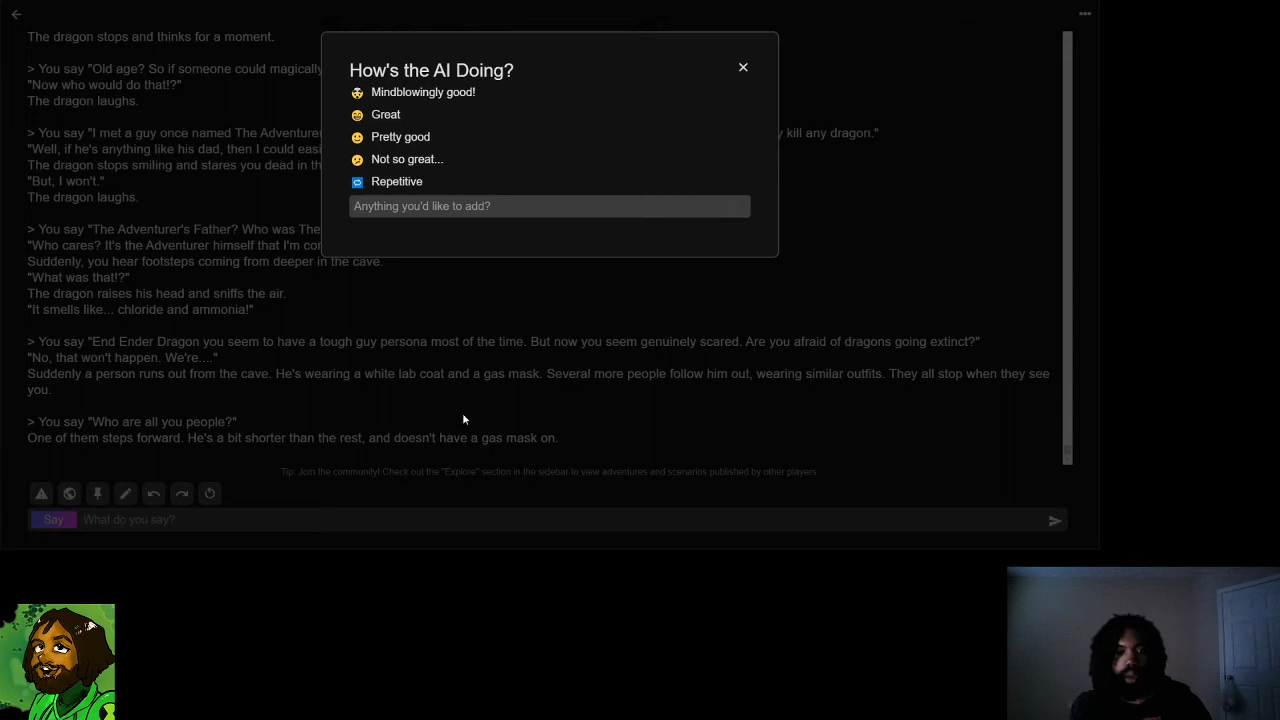 The dragon stops and thinks for a moment.
> You say "Old age? So if someone could magically
"Now who would do that!?"
The dragon laughs.
> You say "I met a guy once named The Adventurer
y kill any dragon."
"Well, if he's anything like his dad, then I could easi
The dragon stops smiling and stares you dead in th
"But, I won't."
The dragon laughs.
> You say "The Adventurer's Father? Who was The
"Who cares? It's the Adventurer himself that I'm con
Suddenly, you hear footsteps coming from deeper in the cave.
"What was that!?"
The dragon raises his head and sniffs the air.
"It smells like... chloride and ammonia!"
> You say "End Ender Dragon you seem to have a tough guy persona most of the time. But now you seem genuinely scared. Are you afraid of dragons going extinct?"
"No, that won't happen. We're...."
Suddenly a person runs out from the cave. He's wearing a white lab coat and a gas mask. Several more people follow him out, wearing similar outfits. They all stop when they see
you.
> You say "Who are all you people?"
One of them steps forward. He's a bit shorter than the rest, and doesn't have a gas mask on.
How's the AI Doing?
Mindblowingly good!
Great
Pretty good
Not so great...
Repetitive
Anything you'd like to add?
Tip: Join the community! Check out the "Explore" section in the sidebar to view adventures and scenarios published by other players
Say
What do you say?